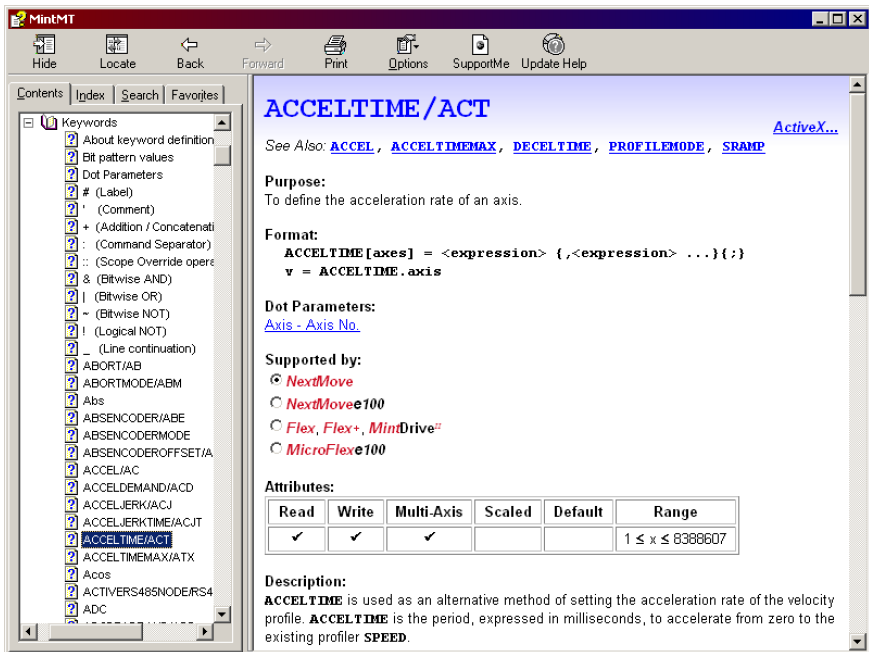 MintMT
Hide Locate Back Forward Print Options SupportMe Update Help
Contents Index Search Favorites
Keywords
About keyword definition
Bit pattern values
Dot Parameters
# (Label)
' (Comment)
+ (Addition / Concatenati
: (Command Separator)
:: (Scope Override opera
& (Bitwise AND)
| (Bitwise OR)
~ (Bitwise NOT)
! (Logical NOT)
_ (Line continuation)
ABORT/AB
ABORTMODE/ABM
Abs
ABSENCODER/ABE
ABSENCODERMODE
ABSENCODEROFFSET/A
ACCEL/AC
ACCELDEMAND/ACD
ACCELJERK/ACJ
ACCELJERKTIME/ACJT
ACCELTIME/ACT
ACCELTIMEMAX/ATX
Acos
ACTIVERS485NODE/RS4
ADC
ACCELTIME/ACT
ActiveX...
See Also: ACCEL, ACCELTIMEMAX, DECELTIME, PROFILEMODE, SRAMP
Purpose:
To define the acceleration rate of an axis.
Format:
ACCELTIME[axes] = <expression> {,<expression> ...}{;}
v = ACCELTIME.axis
Dot Parameters:
Axis - Axis No.
Supported by:
NextMove
NextMovee100
Flex, Flex+, MintDrive#
MicroFlexe100
Attributes:
Read Write Multi-Axis Scaled Default Range
✓ ✓ ✓ 1 ≤ x ≤ 8388607
Description:
ACCELTIME is used as an alternative method of setting the acceleration rate of the velocity
profile. ACCELTIME is the period, expressed in milliseconds, to accelerate from zero to the
existing profiler SPEED.